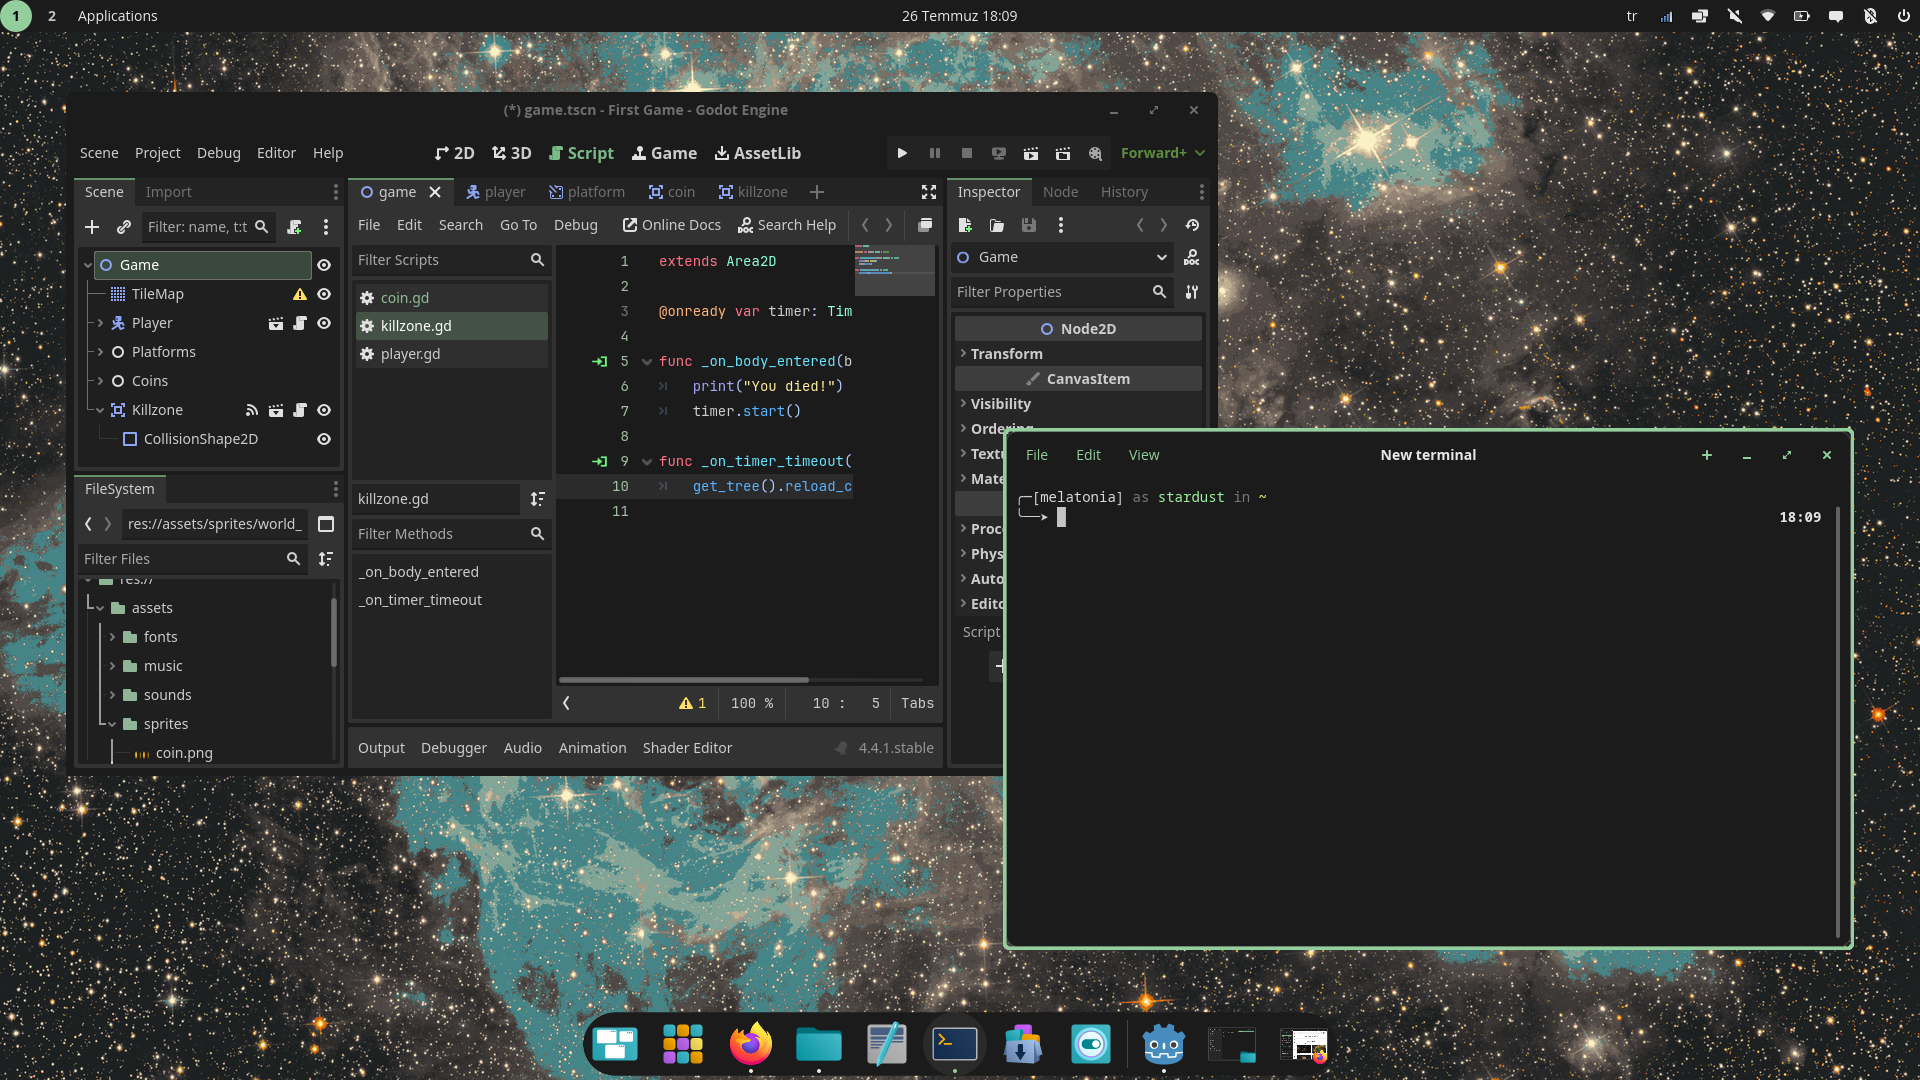 1 2 Applications 26 Temmuz 18:09 tr
(*) game.tscn - First Game - Godot Engine
Scene Project Debug Editor Help 2D 3D Script Game AssetLib Forward+
Scene Import
Filter: name, t:t
Game
TileMap
Player
Platforms
Coins
Killzone
CollisionShape2D
FileSystem
res://assets/sprites/world_
Filter Files
res://
assets
fonts
music
sounds
sprites
coin.png
game player platform coin killzone
File Edit Search Go To Debug Online Docs Search Help
Filter Scripts
coin.gd
killzone.gd
player.gd
killzone.gd
Filter Methods
_on_body_entered
_on_timer_timeout
1 extends Area2D
2
3 @onready var timer: Tim
4
5 func _on_body_entered(b
6 print("You died!")
7 timer.start()
8
9 func _on_timer_timeout(
10 get_tree().reload_c
11
1 100 % 10 : 5 Tabs
Output Debugger Audio Animation Shader Editor 4.4.1.stable
Inspector Node History
Game
Filter Properties
Node2D
Transform
CanvasItem
Visibility
Ordering
Textu
Mate
Proc
Phys
Auto
Edito
Script
File Edit View New terminal
[melatonia] as stardust in ~
18:09